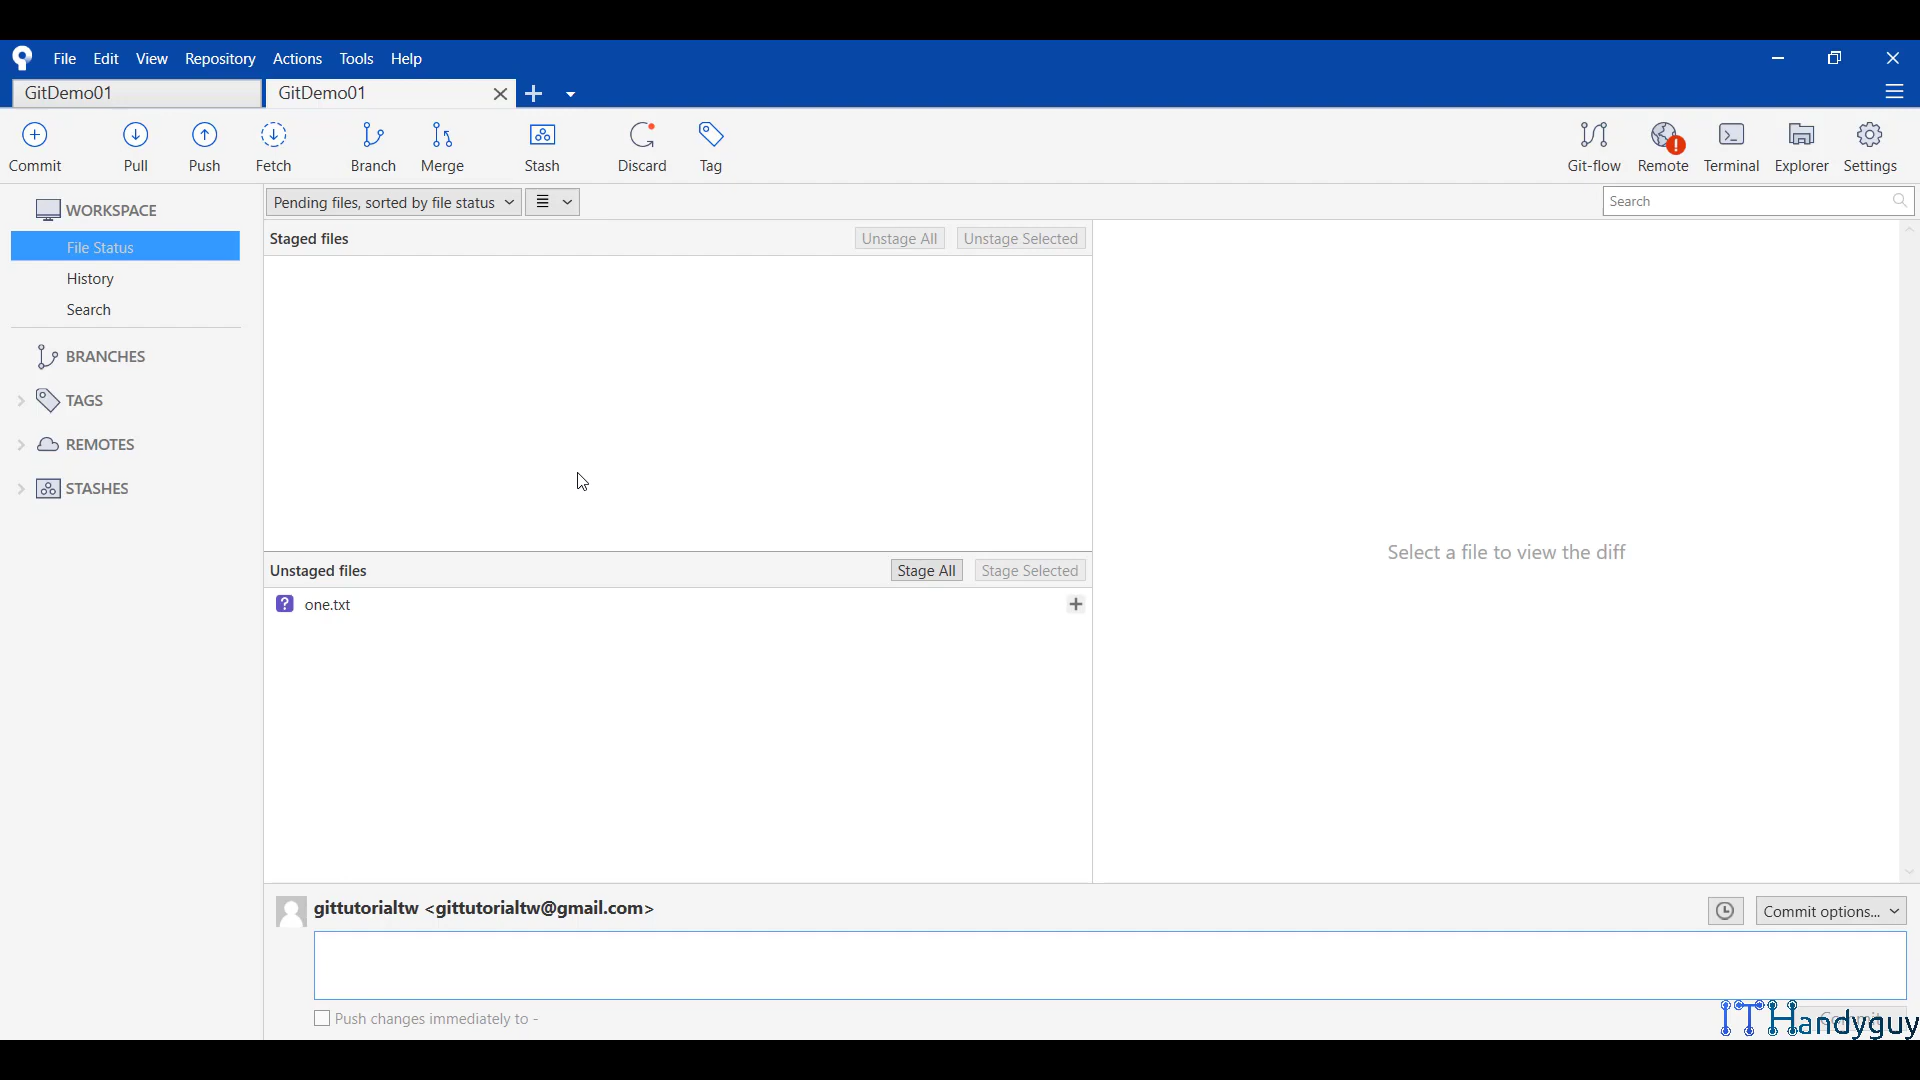 File Edit View Repository Actions Tools Help
GitDemo01 GitDemo01
Commit Pull Push Fetch Branch Merge Stash Discard Tag Git-flow Remote Terminal Explorer Settings
WORKSPACE
File Status
History
Search
BRANCHES
TAGS
REMOTES
STASHES
Pending files, sorted by file status
Search
Staged files Unstage All Unstage Selected
Select a file to view the diff
Unstaged files Stage All Stage Selected
? one.txt
gittutorialtw <gittutorialtw@gmail.com> Commit options...
Push changes immediately to -
Commit
ITHandyguy